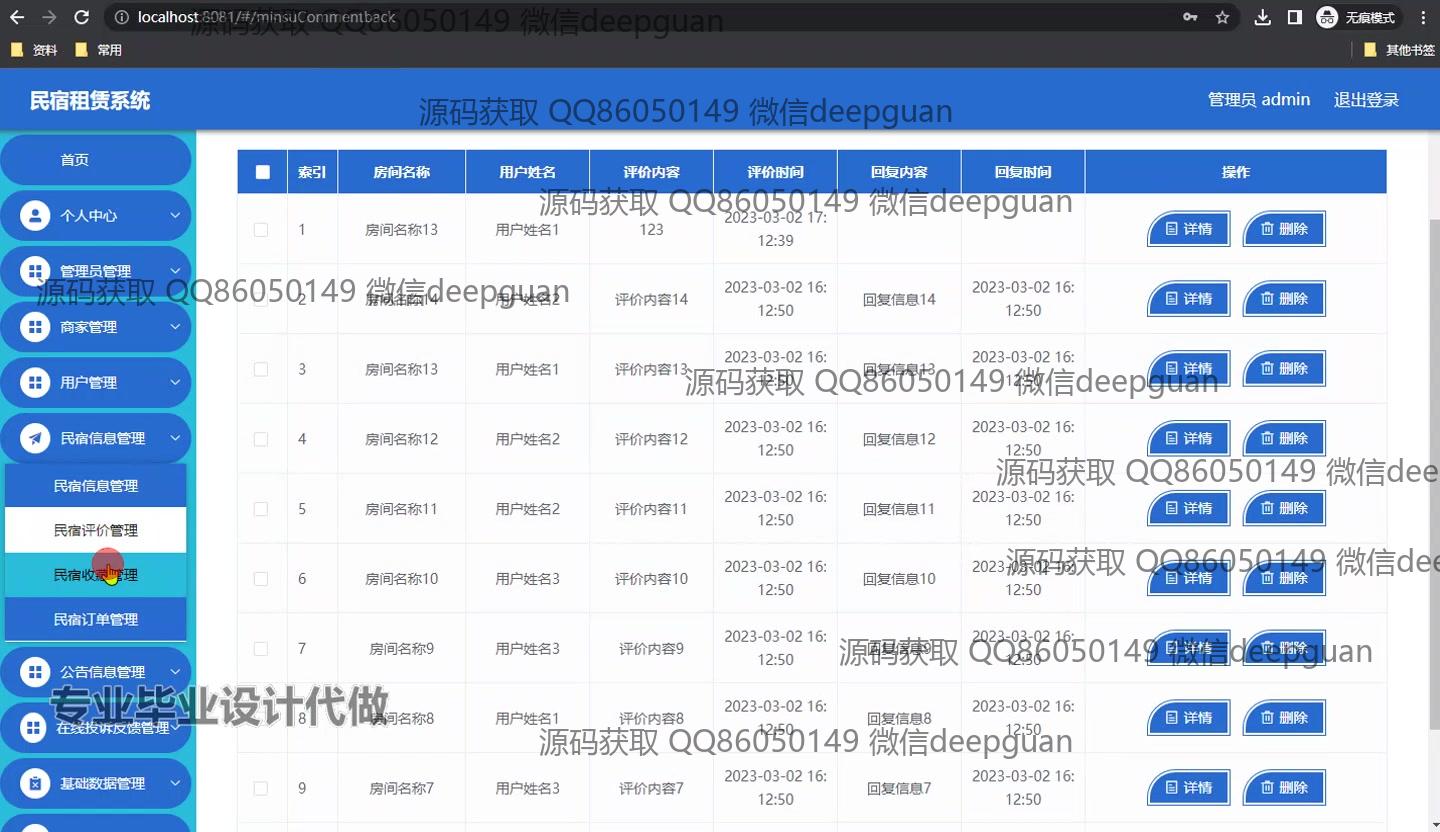 localhost:8081/#/minsuCommentback
无痕模式
资料
常用
其他书签
民宿租赁系统
管理员 admin
退出登录
源码获取 QQ86050149 微信deepguan
源码获取 QQ86050149 微信deepguan
首页
个人中心
管理员管理
商家管理
用户管理
民宿信息管理
民宿信息管理
民宿评价管理
民宿收藏管理
民宿订单管理
公告信息管理
在线投诉反馈管理
基础数据管理
索引 房间名称 用户姓名 评价内容 评价时间 回复内容 回复时间 操作
源码获取 QQ86050149 微信deepguan
1 房间名称13 用户姓名1 123 2023-03-02 17:12:39 详情 删除
源码获取 QQ86050149 微信deepguan
2 房间名称14 用户姓名2 评价内容14 2023-03-02 16:12:50 回复信息14 2023-03-02 16:12:50 详情 删除
3 房间名称13 用户姓名1 评价内容13 2023-03-02 16:12:50 回复信息13 2023-03-02 16:12:50 详情 删除
源码获取 QQ86050149 微信deepguan
4 房间名称12 用户姓名2 评价内容12 2023-03-02 16:12:50 回复信息12 2023-03-02 16:12:50 详情 删除
源码获取 QQ86050149 微信deep
5 房间名称11 用户姓名2 评价内容11 2023-03-02 16:12:50 回复信息11 2023-03-02 16:12:50 详情 删除
源码获取 QQ86050149 微信dee
6 房间名称10 用户姓名3 评价内容10 2023-03-02 16:12:50 回复信息10 2023-03-02 16:12:50 详情 删除
7 房间名称9 用户姓名3 评价内容9 2023-03-02 16:12:50 回复信息9 2023-03-02 16:12:50 详情 删除
源码获取 QQ86050149 微信deepguan
专业毕业设计代做
8 房间名称8 用户姓名1 评价内容8 2023-03-02 16:12:50 回复信息8 2023-03-02 16:12:50 详情 删除
源码获取 QQ86050149 微信deepguan
9 房间名称7 用户姓名3 评价内容7 2023-03-02 16:12:50 回复信息7 2023-03-02 16:12:50 详情 删除